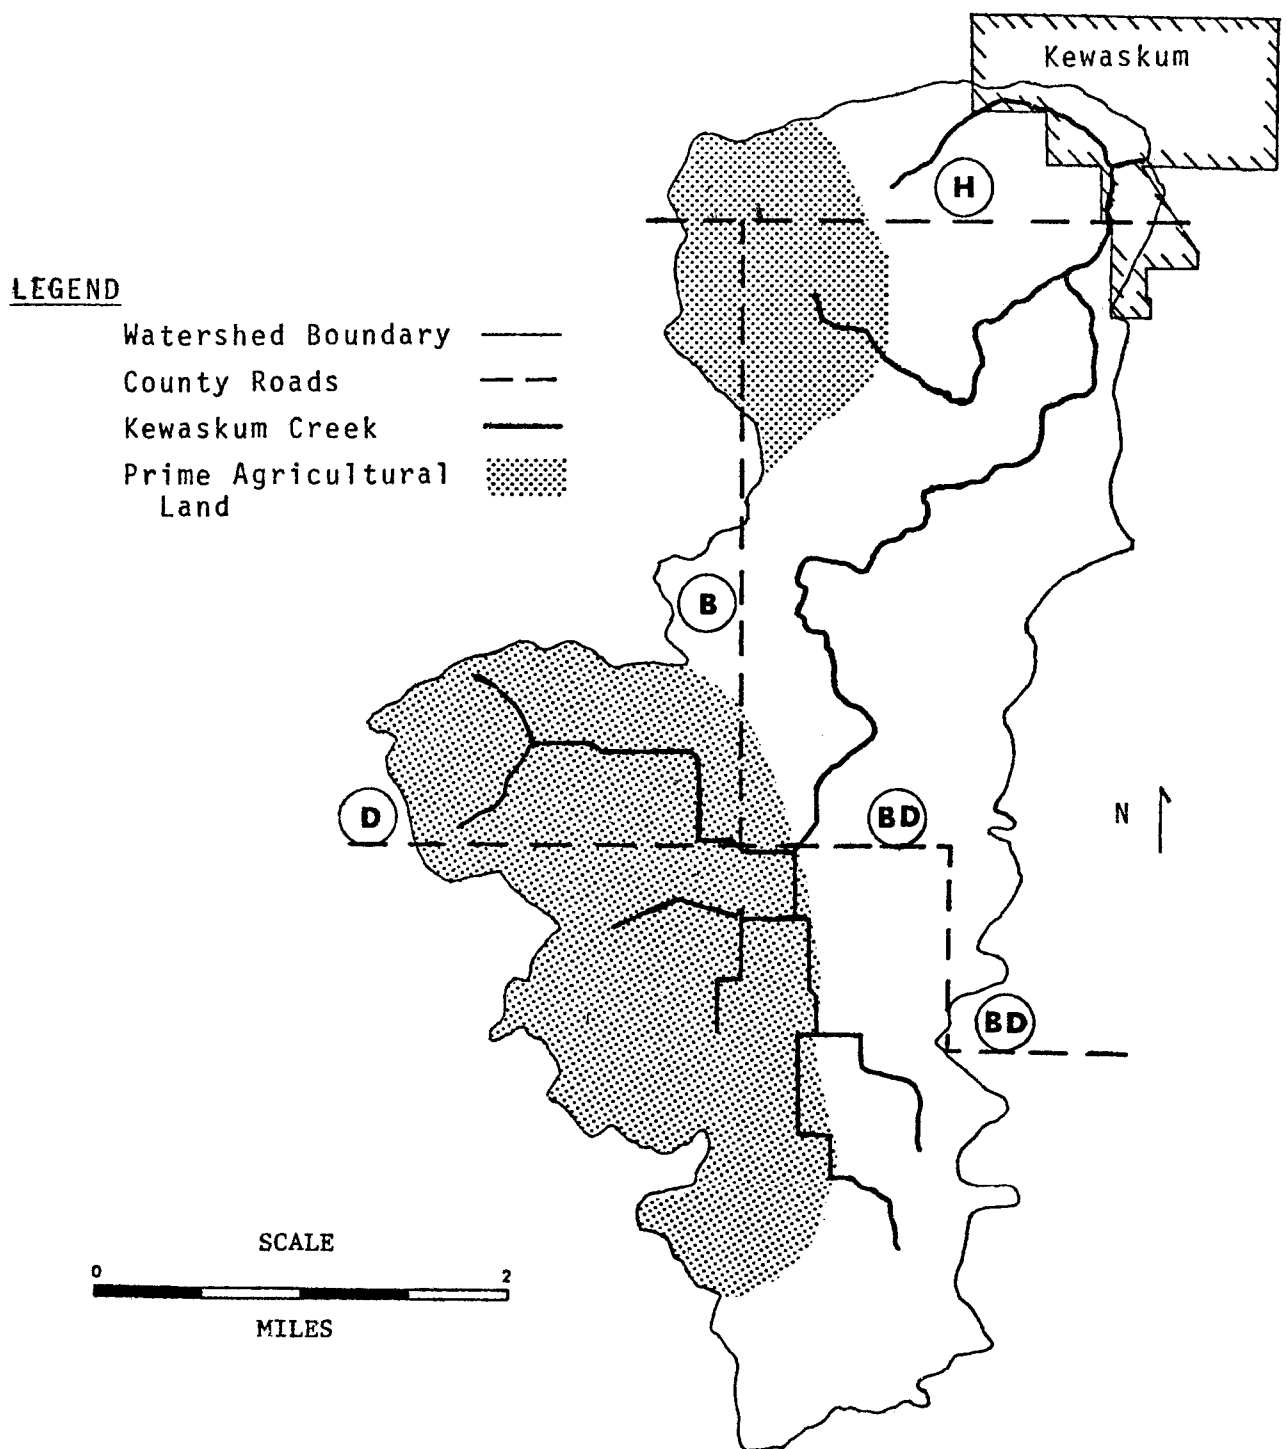 Kewaskum
H
LEGEND
Watershed Boundary
County Roads
Kewaskum Creek
Prime Agricultural
Land
B
D
BD
N
BD
SCALE
0 2
MILES